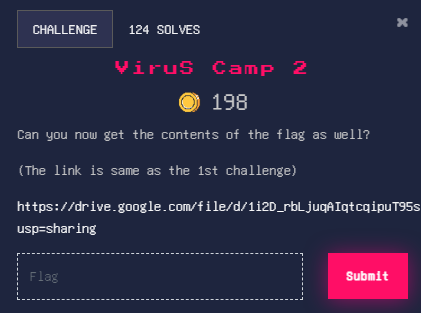 CHALLENGE 124 SOLVES
ViruS Camp 2
198
Can you now get the contents of the flag as well?
(The link is same as the 1st challenge)
https://drive.google.com/file/d/1i2D_rbLjuqAIqtcqipuT95s
usp=sharing
Flag Submit